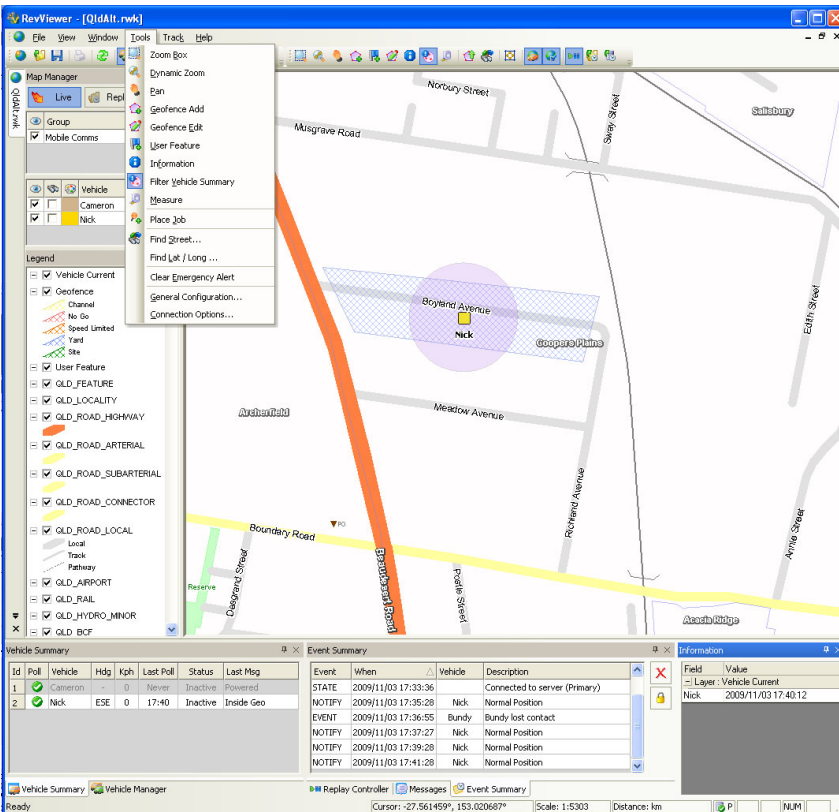 RevViewer - [QldAlt.rwk]
File View Window Tools Track Help
Map Manager
QldAlt.rwk
Live
Repl
Group
Mobile Comms
Vehicle
Cameron
Nick
Legend
Vehicle Current
Geofence
Channel
No Go
Speed Limited
Yard
Site
User Feature
QLD_FEATURE
QLD_LOCALITY
QLD_ROAD_HIGHWAY
QLD_ROAD_ARTERIAL
QLD_ROAD_SUBARTERIAL
QLD_ROAD_CONNECTOR
QLD_ROAD_LOCAL
Local
Track
Pathway
QLD_AIRPORT
QLD_RAIL
QLD_HYDRO_MINOR
QLD_BCF
Zoom Box
Dynamic Zoom
Pan
Geofence Add
Geofence Edit
User Feature
Information
Filter Vehicle Summary
Measure
Place Job
Find Street...
Find Lat / Long ...
Clear Emergency Alert
General Configuration...
Connection Options...
Norbury Street
Sway Street
Salisbury
Musgrave Road
Boyland Avenue
Nick
Coopers Plains
Edith Street
Archerfield
Meadow Avenue
Richland Avenue
Annie Street
PO
Boundary Road
Beaudesert Road
Postle Street
Dasgrand Street
Reserve
Acacia Ridge
Vehicle Summary
Id Poll Vehicle Hdg Kph Last Poll Status Last Msg
1 Cameron - 0 Never Inactive Powered
2 Nick ESE 0 17:40 Inactive Inside Geo
Vehicle Summary Vehicle Manager
Event Summary
Event When Vehicle Description
STATE 2009/11/03 17:33:36 Connected to server (Primary)
NOTIFY 2009/11/03 17:35:28 Nick Normal Position
EVENT 2009/11/03 17:36:55 Bundy Bundy lost contact
NOTIFY 2009/11/03 17:37:27 Nick Normal Position
NOTIFY 2009/11/03 17:39:28 Nick Normal Position
NOTIFY 2009/11/03 17:41:28 Nick Normal Position
Replay Controller Messages Event Summary
Information
Field Value
Layer : Vehicle Current
Nick 2009/11/03 17:40:12
Ready
Cursor: -27.561459°, 153.020687° Scale: 1:5303 Distance: km P NUM